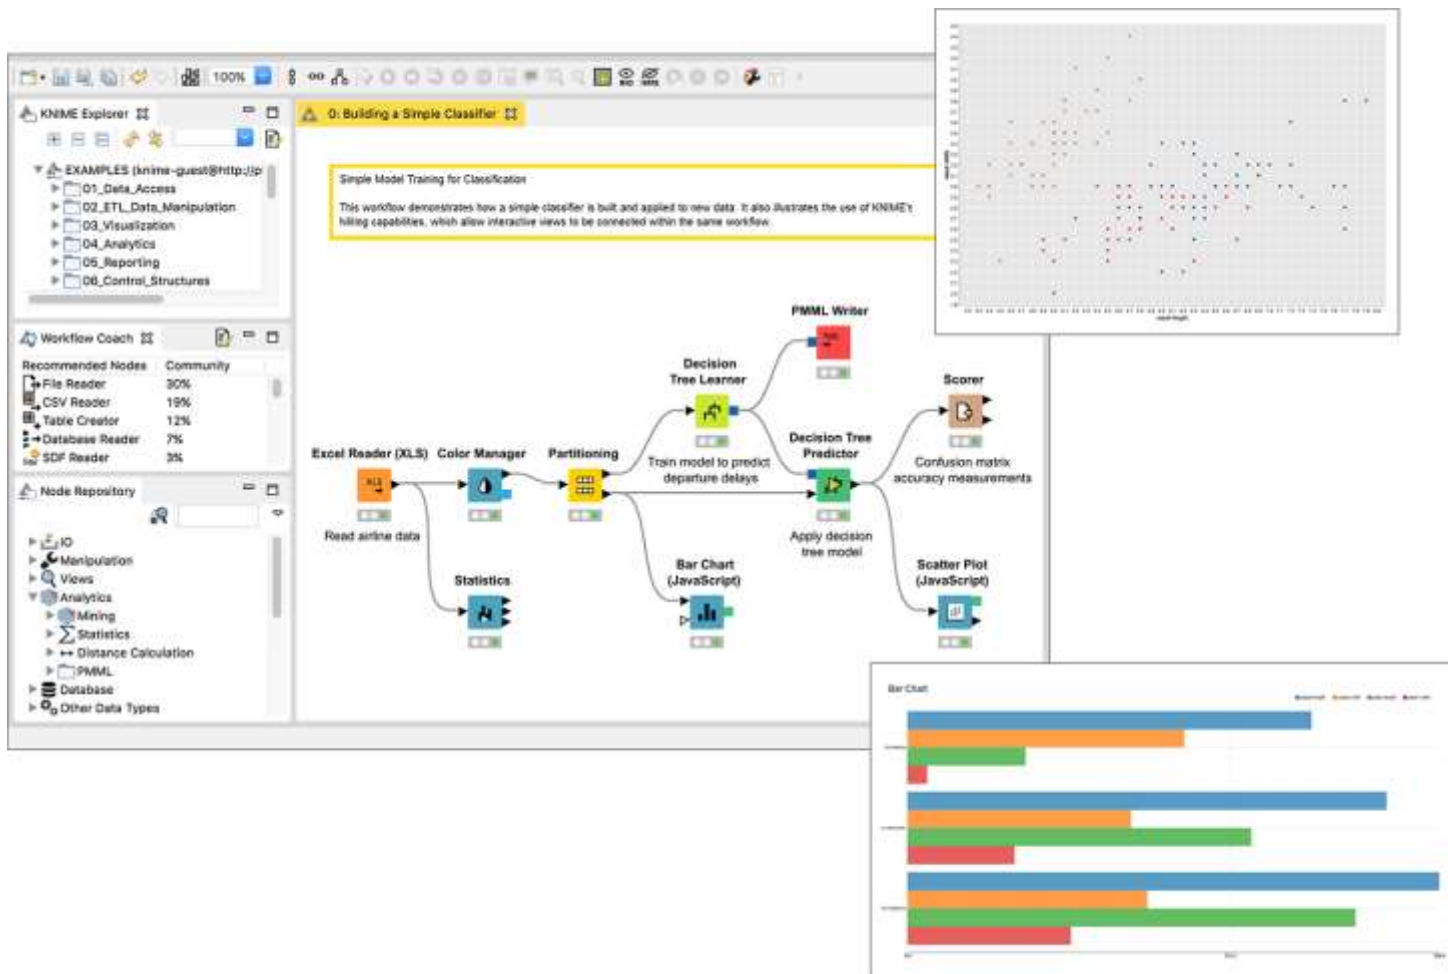 100%
KNIME Explorer
EXAMPLES (knime-guest@http://p
01_Data_Access
02_ETL_Data_Manipulation
03_Visualization
04_Analytics
05_Reporting
06_Control_Structures
Workflow Coach
Recommended Nodes Community
File Reader 30%
CSV Reader 19%
Table Creator 12%
Database Reader 7%
SDF Reader 3%
Node Repository
IO
Manipulation
Views
Analytics
Mining
Statistics
Distance Calculation
PMML
Database
Other Data Types
0: Building a Simple Classifier
Simple Model Training for Classification
This workflow demonstrates how a simple classifier is built and applied to new data. It also illustrates the use of KNIME's
hiliting capabilities, which allow interactive views to be connected within the same workflow.
PMML Writer
Decision
Tree Learner
Train model to predict
departure delays
Scorer
Confusion matrix
accuracy measurements
Excel Reader (XLS)
XLS
Read airline data
Color Manager
Partitioning
Decision Tree
Predictor
Apply decision
tree model
Statistics
Bar Chart
(JavaScript)
Scatter Plot
(JavaScript)
Bar Chart